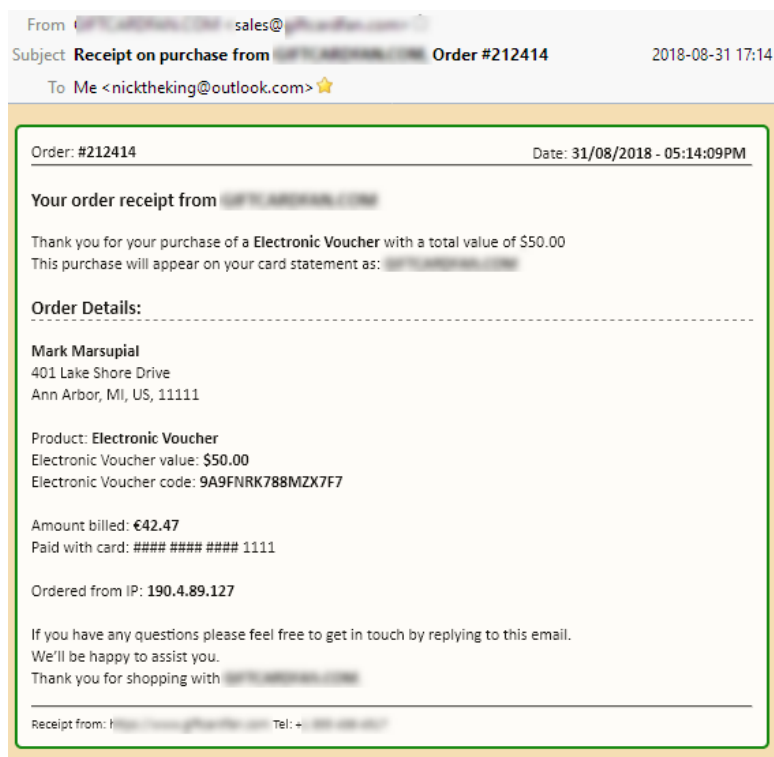 From sales@
Subject Receipt on purchase from Order #212414 2018-08-31 17:14
To Me <nicktheking@outlook.com>
Order: #212414 Date: 31/08/2018 - 05:14:09PM
Your order receipt from
Thank you for your purchase of a Electronic Voucher with a total value of $50.00
This purchase will appear on your card statement as:
Order Details:
Mark Marsupial
401 Lake Shore Drive
Ann Arbor, MI, US, 11111
Product: Electronic Voucher
Electronic Voucher value: $50.00
Electronic Voucher code: 9A9FNRK788MZX7F7
Amount billed: €42.47
Paid with card: #### #### #### 1111
Ordered from IP: 190.4.89.127
If you have any questions please feel free to get in touch by replying to this email.
We'll be happy to assist you.
Thank you for shopping with
Receipt from: Tel: +